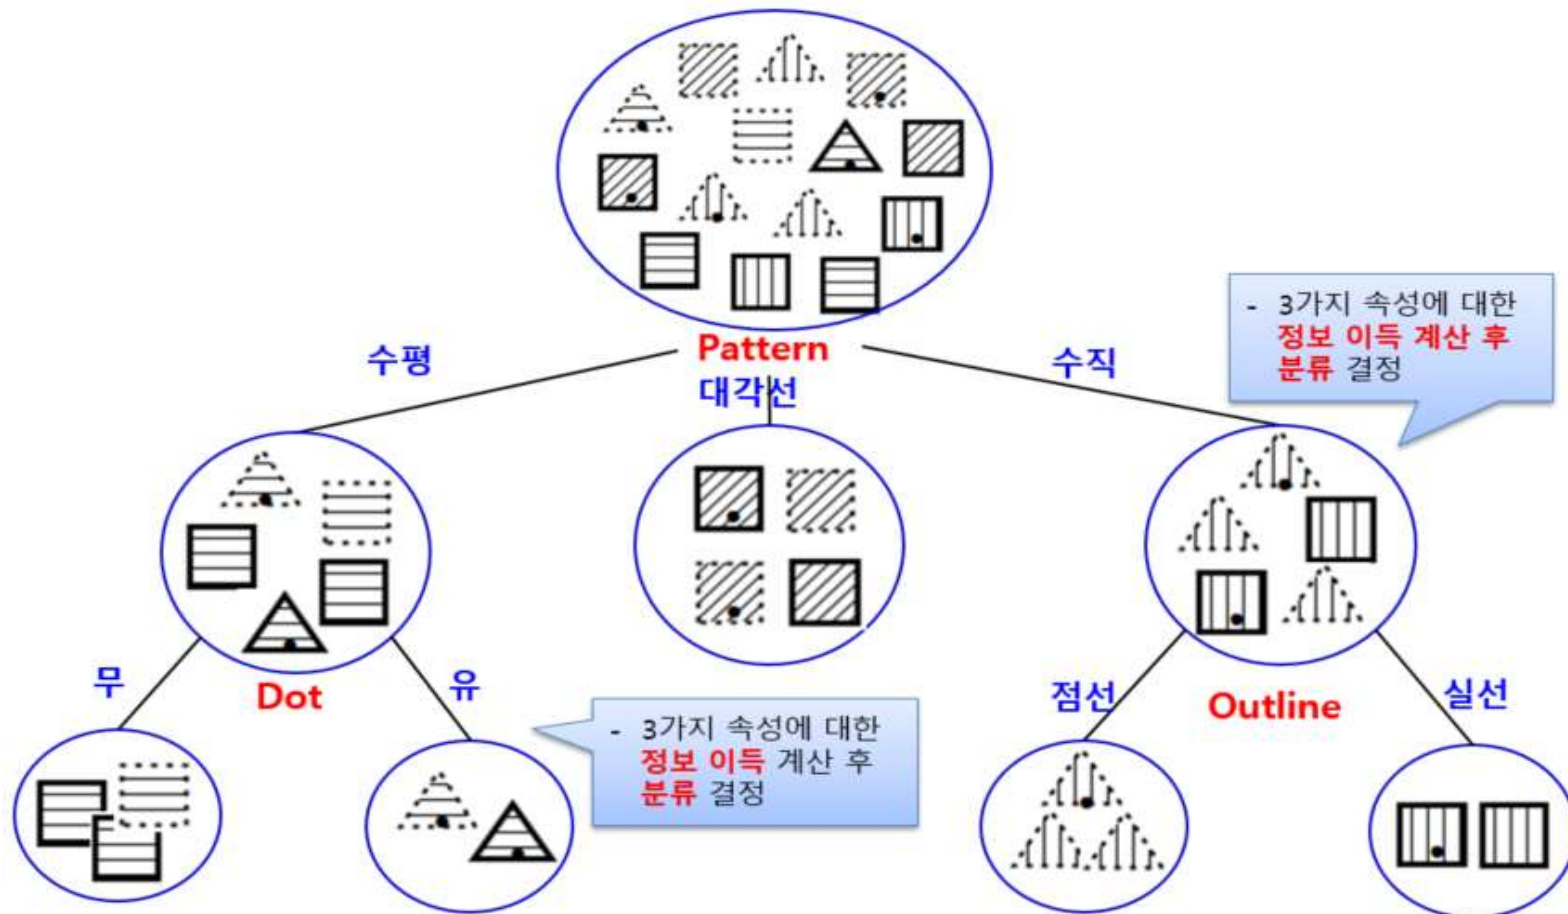 Pattern
수평
대각선
수직
- 3가지 속성에 대한
정보 이득 계산 후
분류 결정
무
Dot
유
- 3가지 속성에 대한
정보 이득 계산 후
분류 결정
점선
Outline
실선